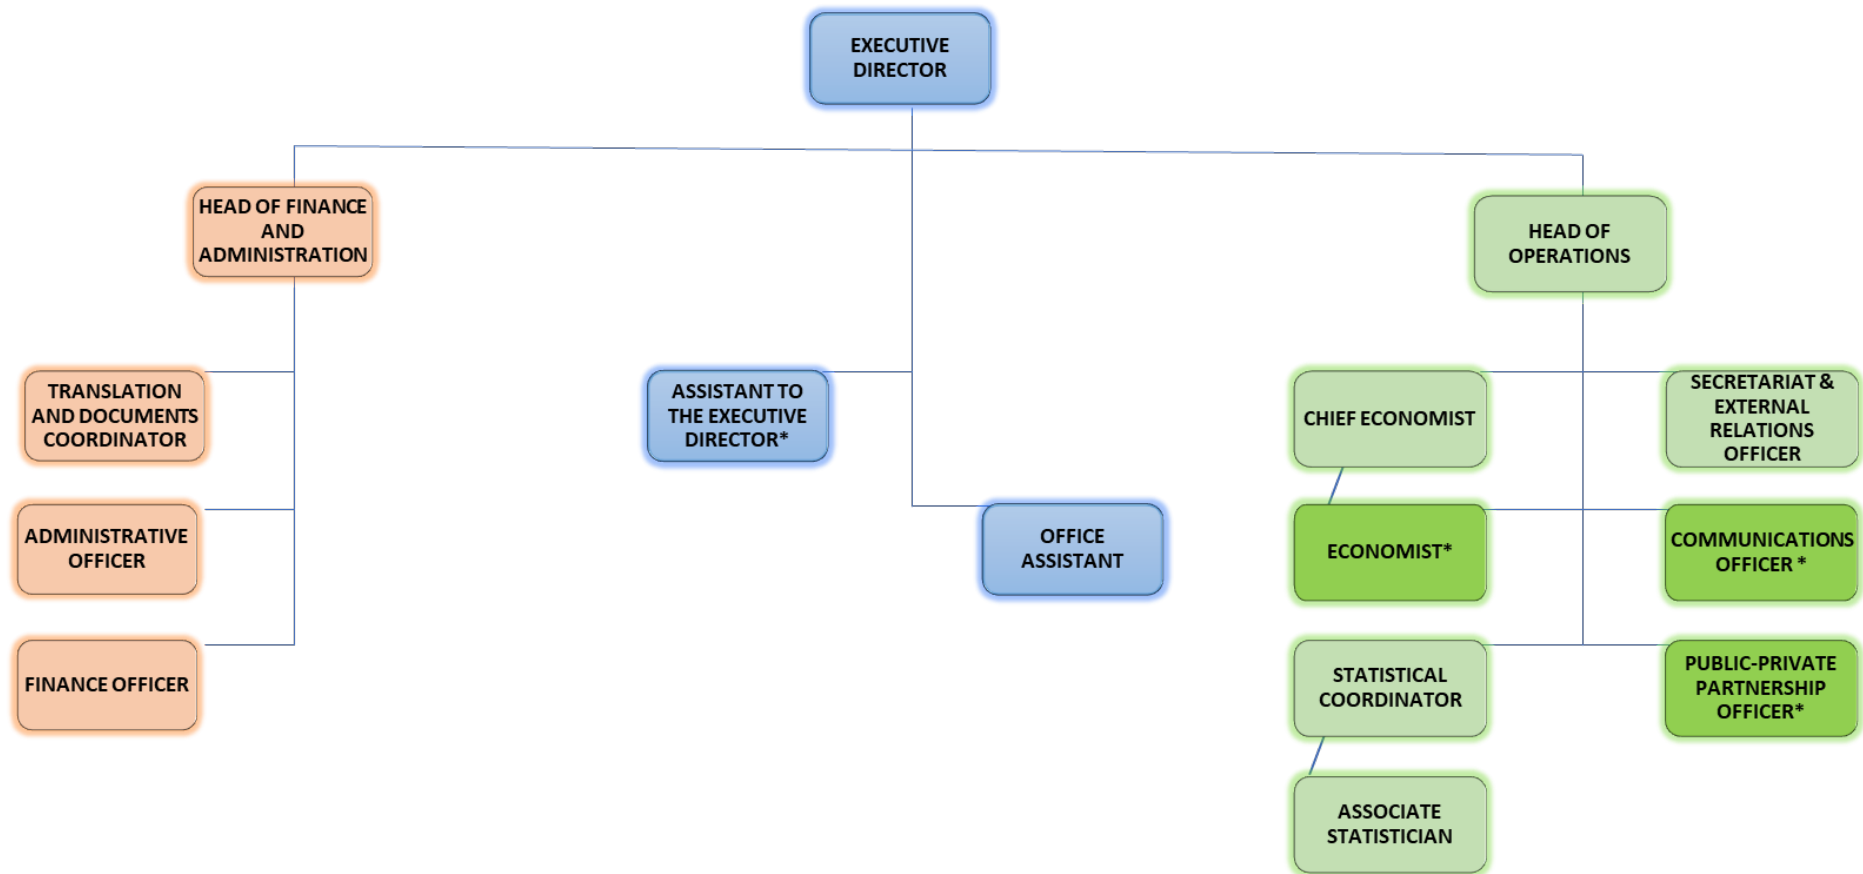 EXECUTIVE
DIRECTOR
HEAD OF FINANCE
AND
ADMINISTRATION
HEAD OF
OPERATIONS
TRANSLATION
AND DOCUMENTS
COORDINATOR
ADMINISTRATIVE
OFFICER
FINANCE OFFICER
ASSISTANT TO
THE EXECUTIVE
DIRECTOR*
OFFICE
ASSISTANT
CHIEF ECONOMIST
ECONOMIST*
STATISTICAL
COORDINATOR
ASSOCIATE
STATISTICIAN
SECRETARIAT &
EXTERNAL
RELATIONS
OFFICER
COMMUNICATIONS
OFFICER *
PUBLIC-PRIVATE
PARTNERSHIP
OFFICER*